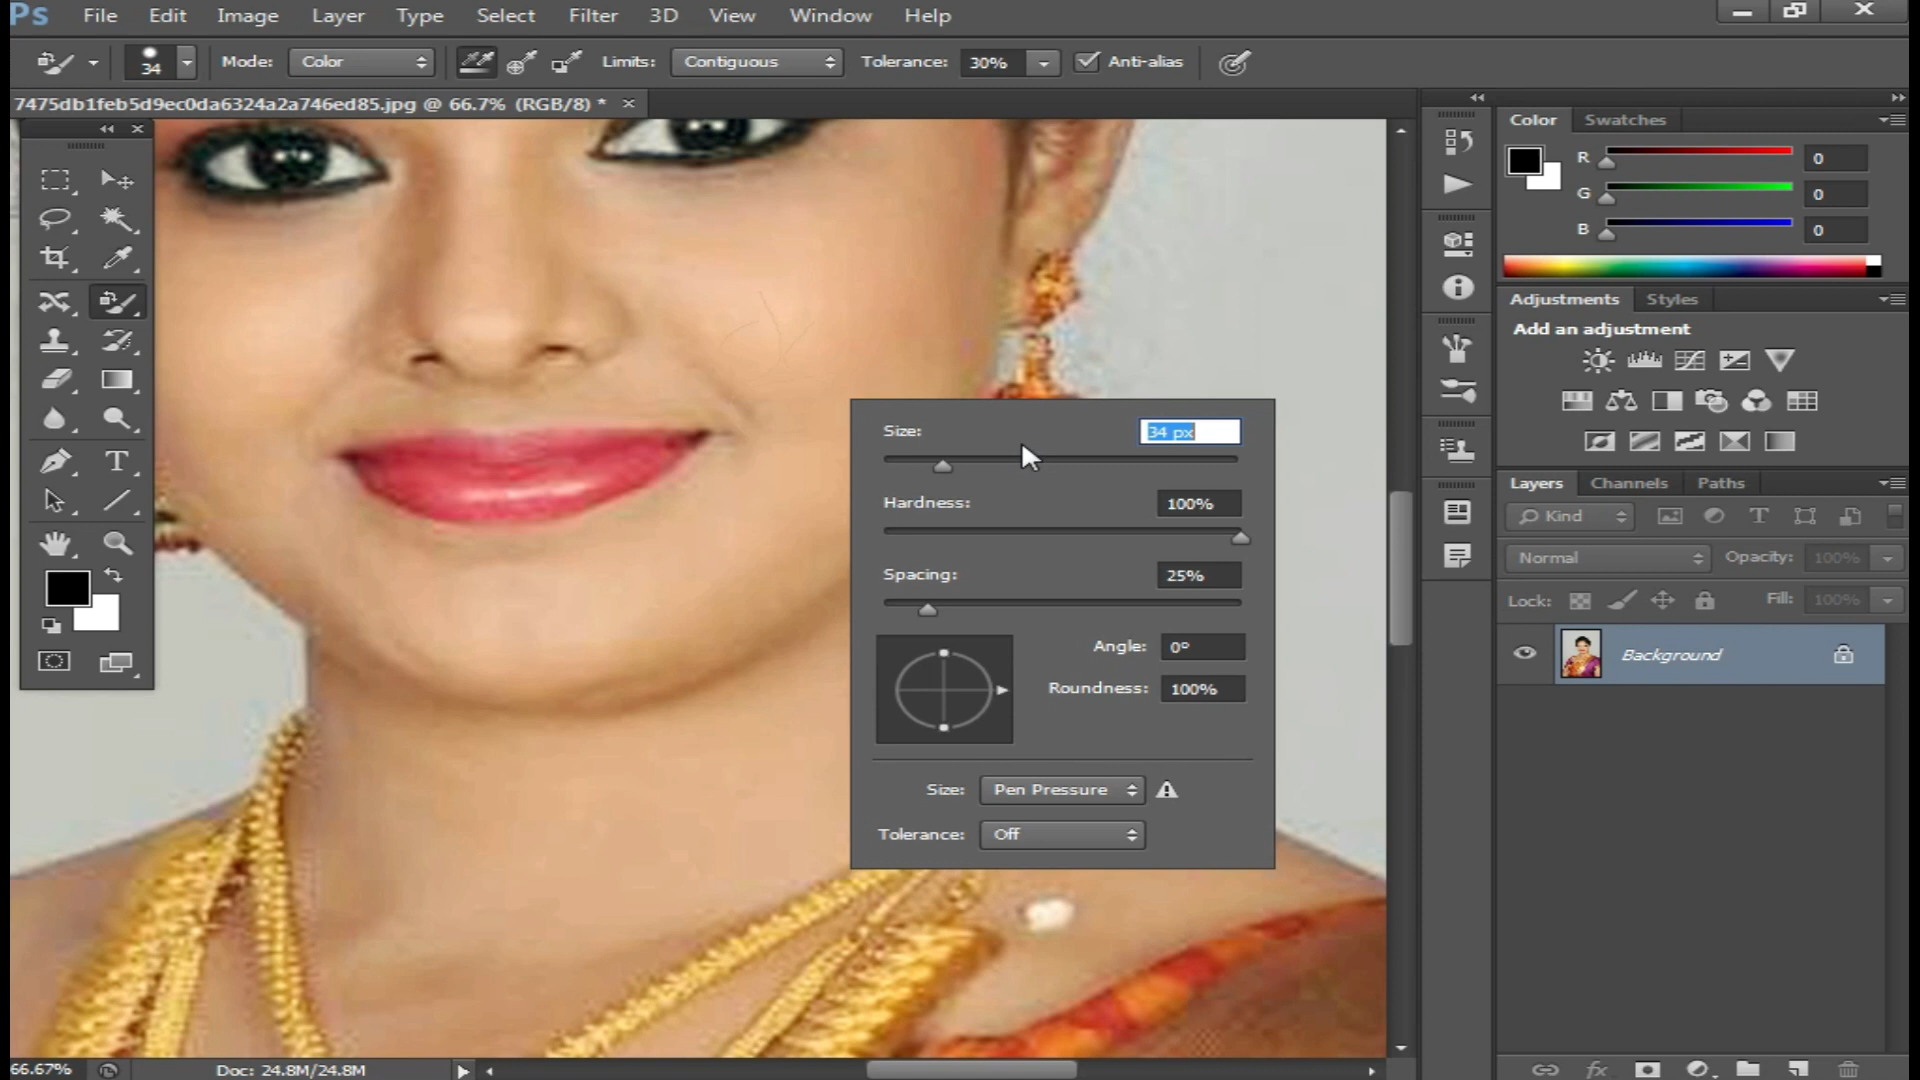 Ps File Edit Image Layer Type Select Filter 3D View Window Help
34 Mode: Color Limits: Contiguous Tolerance: 30% Anti-alias
7475db1feb5d9ec0da6324a2a746ed85.jpg @ 66.7% (RGB/8) * ×
Color Swatches
R 0
G 0
B 0
Adjustments Styles
Add an adjustment
Size: 34 px
Hardness: 100%
Spacing: 25%
Angle: 0°
Roundness: 100%
Size: Pen Pressure
Tolerance: Off
Layers Channels Paths
Kind
Normal Opacity: 100%
Lock: Fill: 100%
Background
66.67% Doc: 24.8M/24.8M
fx